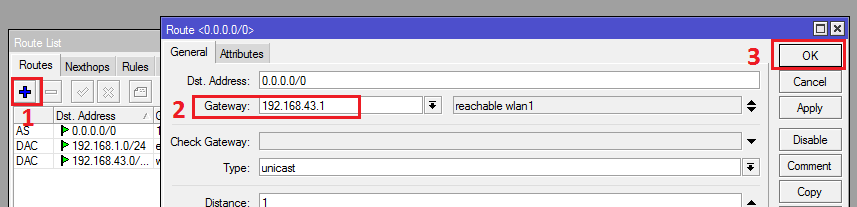 Route List
Routes Nexthops Rules
1
Dst. Address
AS 0.0.0.0/0 1
DAC 192.168.1.0/24 e
DAC 192.168.43.0/... w
Route <0.0.0.0/0>
General Attributes
Dst. Address: 0.0.0.0/0
2 Gateway: 192.168.43.1 reachable wlan1
Check Gateway:
Type: unicast
Distance: 1
3 OK
Cancel
Apply
Disable
Comment
Copy